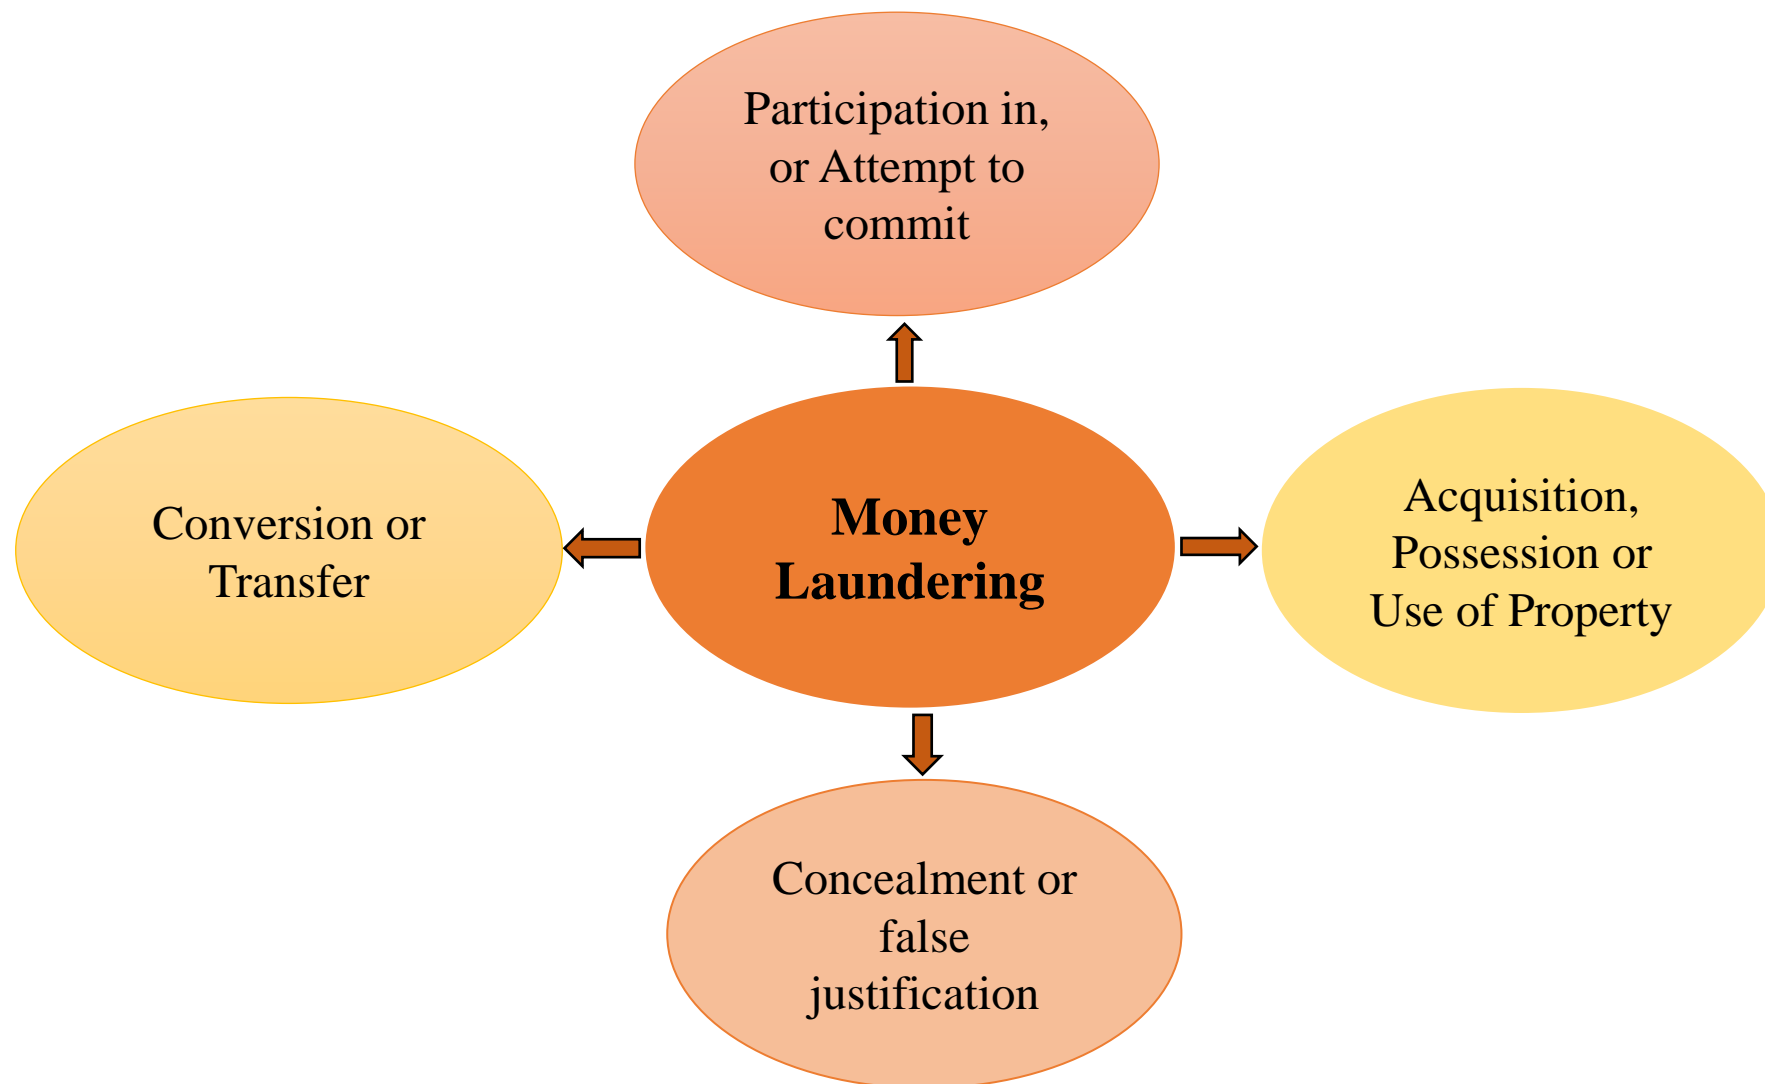 Participation in,
or Attempt to
commit
Conversion or
Transfer
Money
Laundering
Acquisition,
Possession or
Use of Property
Concealment or
false
justification